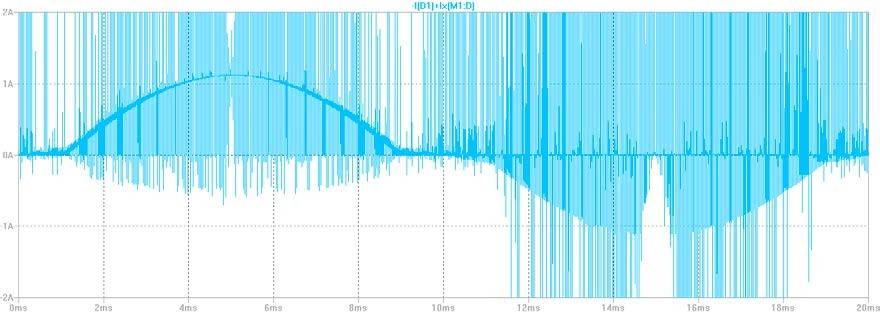 -I(D1)+Ix(M1:D)
2A
1A
0A
-1A
-2A
0ms 2ms 4ms 6ms 8ms 10ms 12ms 14ms 16ms 18ms 20ms